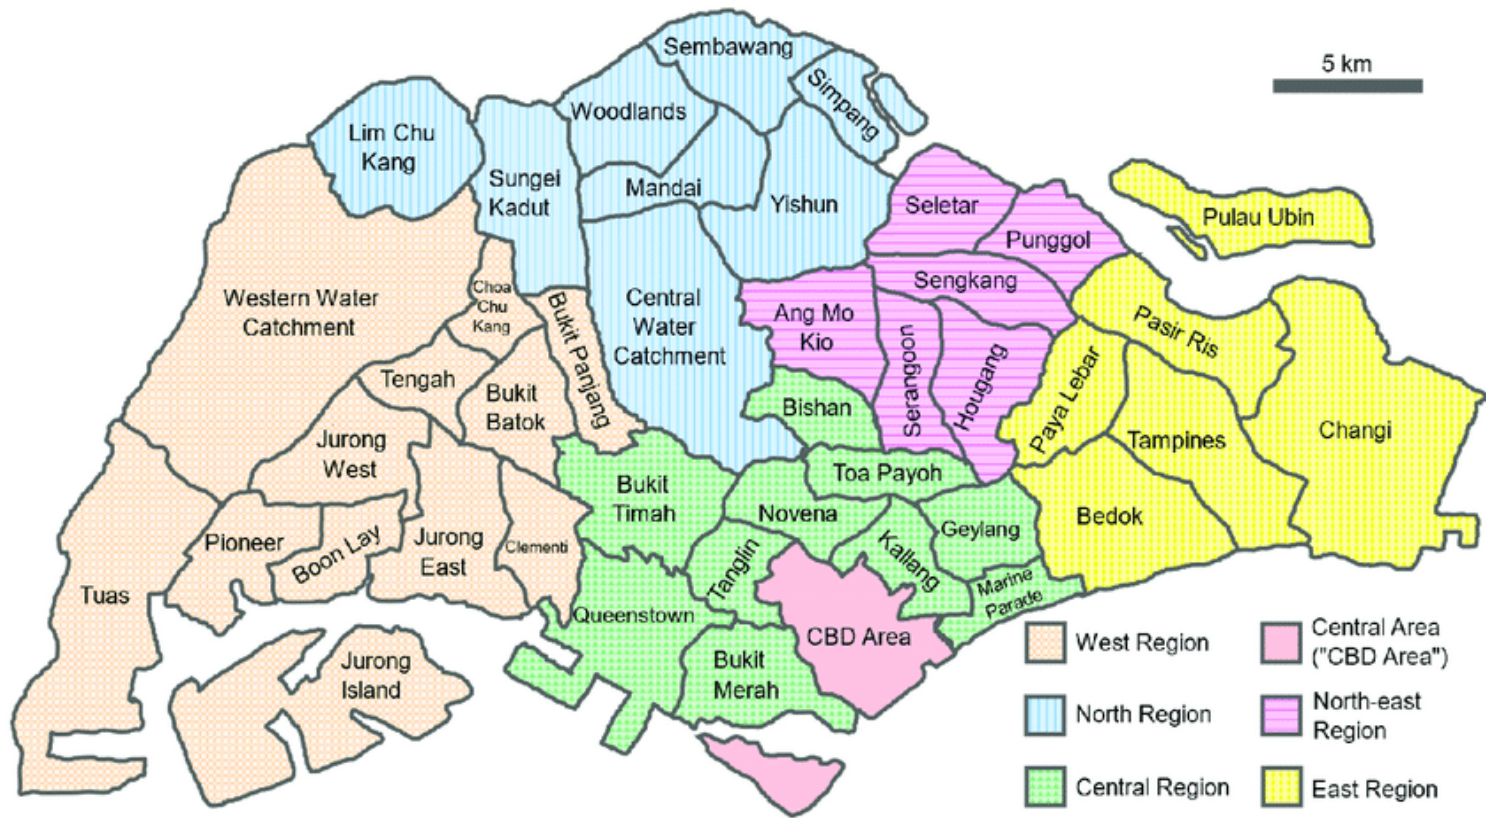 Sembawang
5 km
Simpang
Woodlands
Lim Chu
Kang
Sungei
Kadut
Mandai
Yishun
Seletar
Punggol
Pulau Ubin
Western Water
Catchment
Choa
Chu
Kang
Bukit Panjang
Central
Water
Catchment
Sengkang
Ang Mo
Kio
Serangoon
Hougang
Pasir Ris
Paya Lebar
Tengah
Bukit
Batok
Bishan
Tampines
Changi
Jurong
West
Toa Payoh
Bukit
Timah
Novena
Geylang
Bedok
Pioneer
Boon Lay
Jurong
East
Clementi
Tanglin
Kallang
Marine
Parade
Tuas
Queenstown
CBD Area
Jurong
Island
Bukit
Merah
West Region
Central Area
("CBD Area")
North Region
North-east
Region
Central Region
East Region